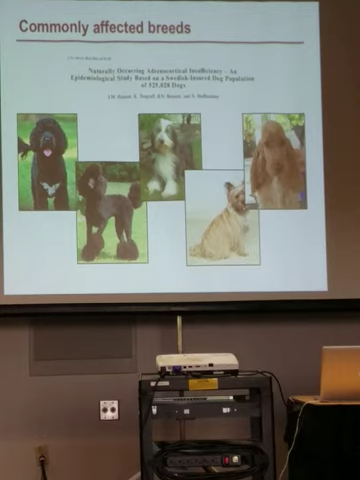 Commonly affected breeds
Naturally Occurring Adrenocortical Insufficiency – An
Epidemiological Study Based on a Swedish-Insured Dog Population
of 525,028 Dogs